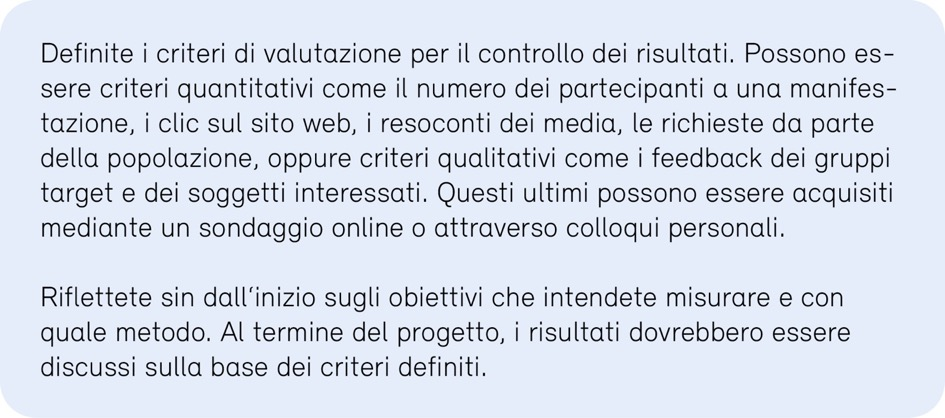 Definite i criteri di valutazione per il controllo dei risultati. Possono es-
sere criteri quantitativi come il numero dei partecipanti a una manifes-
tazione, i clic sul sito web, i resoconti dei media, le richieste da parte
della popolazione, oppure criteri qualitativi come i feedback dei gruppi
target e dei soggetti interessati. Questi ultimi possono essere acquisiti
mediante un sondaggio online o attraverso colloqui personali.

Riflettete sin dall‘inizio sugli obiettivi che intendete misurare e con
quale metodo. Al termine del progetto, i risultati dovrebbero essere
discussi sulla base dei criteri definiti.